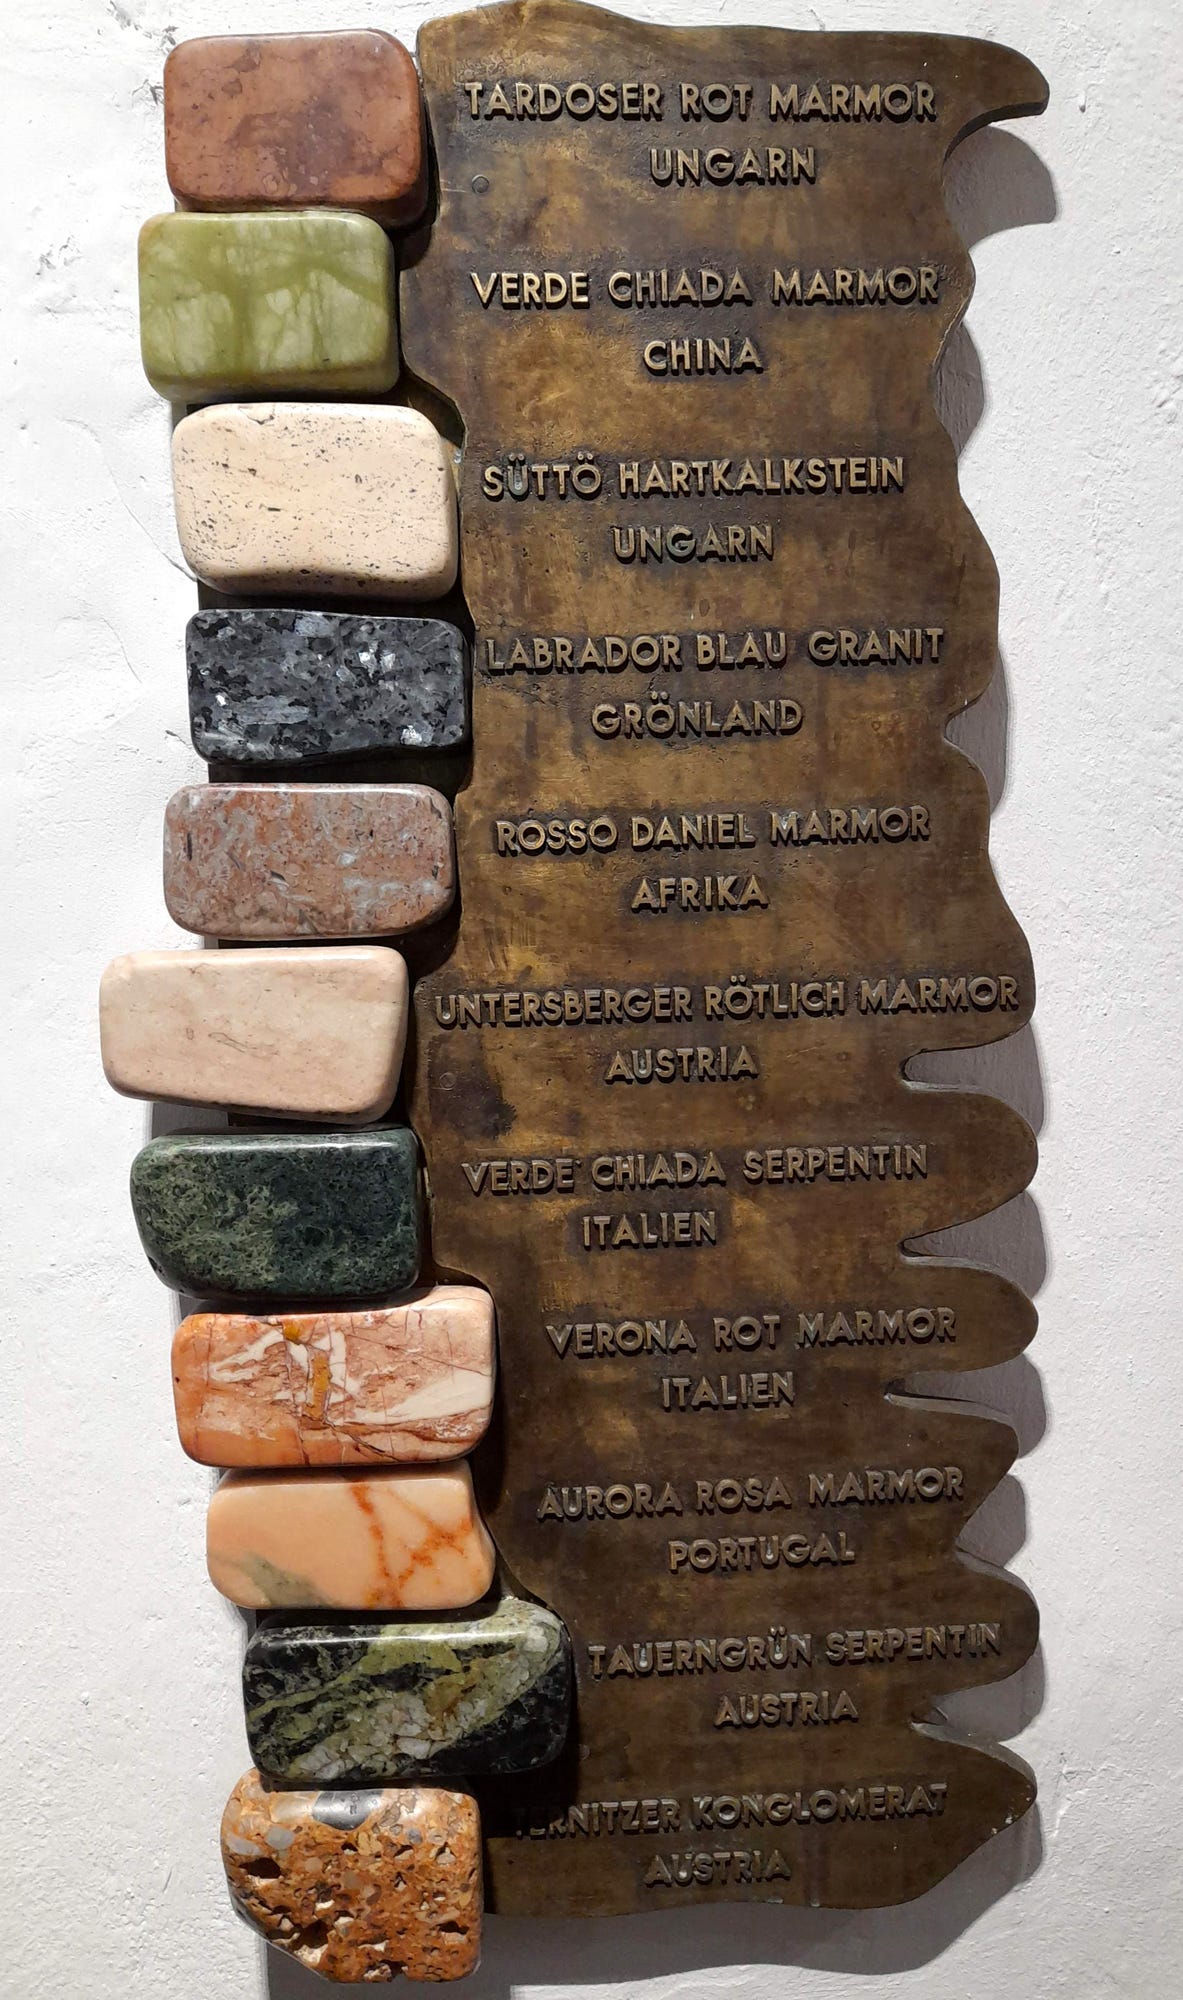 TARDOSER ROT MARMOR
UNGARN
VERDE CHIADA MARMOR
CHINA
SÜTTÖ HARTKALKSTEIN
UNGARN
LABRADOR BLAU GRANIT
GRÖNLAND
ROSSO DANIEL MARMOR
AFRIKA
UNTERSBERGER RÖTLICH MARMOR
AUSTRIA
VERDE CHIADA SERPENTIN
ITALIEN
VERONA ROT MARMOR
ITALIEN
AURORA ROSA MARMOR
PORTUGAL
TAUERNGRÜN SERPENTIN
AUSTRIA
TERNITZER KONGLOMERAT
AUSTRIA